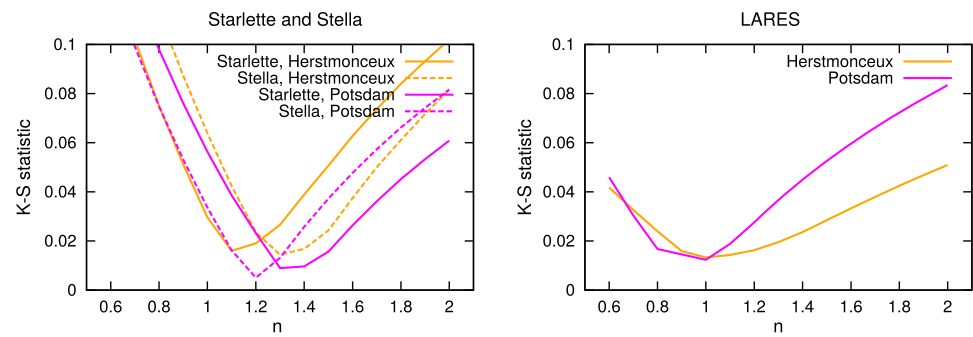 Starlette and Stella
0.1
0.08
0.06
0.04
0.02
0
K-S statistic
Starlette, Herstmonceux
Stella, Herstmonceux
Starlette, Potsdam
Stella, Potsdam
0.6 0.8 1 1.2 1.4 1.6 1.8 2
n
LARES
0.1
0.08
0.06
0.04
0.02
0
K-S statistic
Herstmonceux
Potsdam
0.6 0.8 1 1.2 1.4 1.6 1.8 2
n